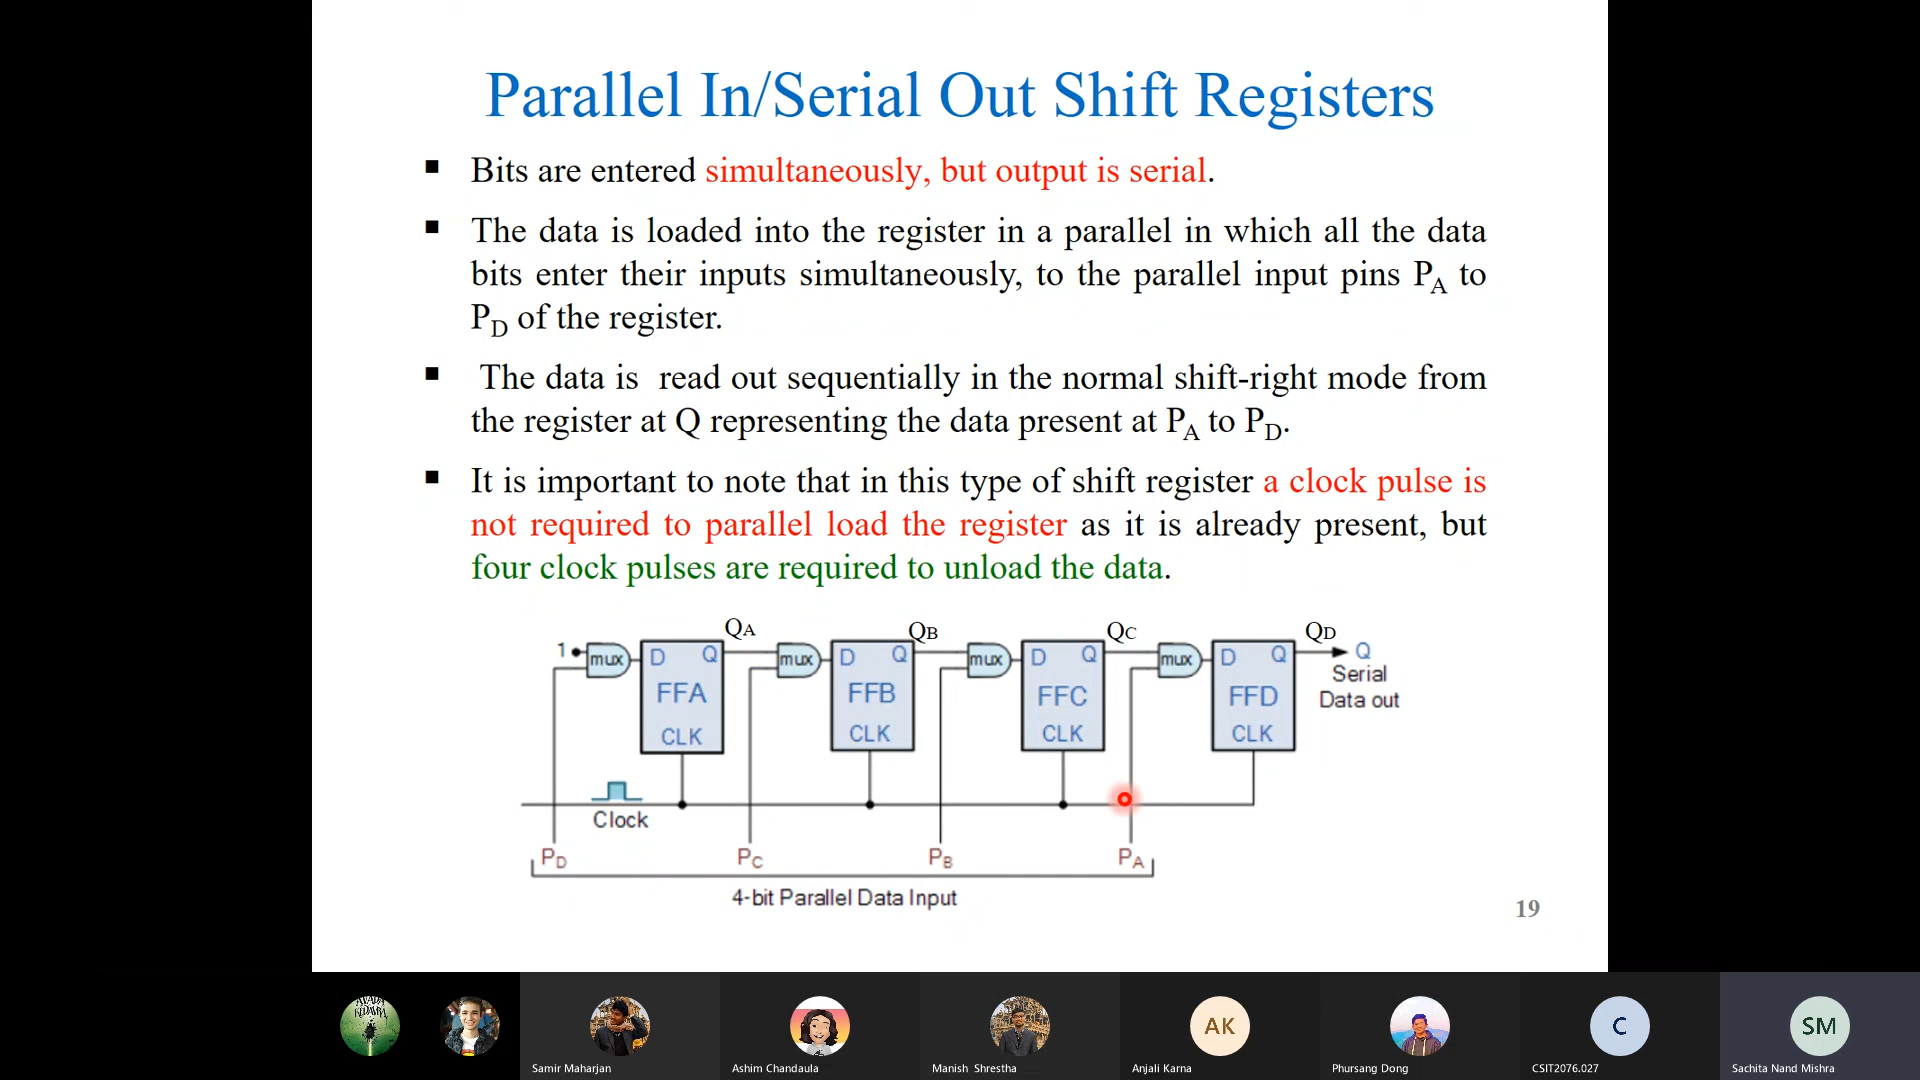 Parallel In/Serial Out Shift Registers
Bits are entered simultaneously, but output is serial.
The data is loaded into the register in a parallel in which all the data
bits enter their inputs simultaneously, to the parallel input pins PA to
PD of the register.
The data is read out sequentially in the normal shift-right mode from
the register at Q representing the data present at PA to PD.
It is important to note that in this type of shift register a clock pulse is
not required to parallel load the register as it is already present, but
four clock pulses are required to unload the data.
QA QB QC QD
1 mux D Q mux D Q mux D Q mux D Q Q
FFA FFB FFC FFD Serial
CLK CLK CLK CLK Data out
Clock
PD PC PB PA
4-bit Parallel Data Input
19
AK C SM
Samir Maharjan Ashim Chandaula Manish Shrestha Anjali Karna Phursang Dong CSIT2076.027 Sachita Nand Mishra